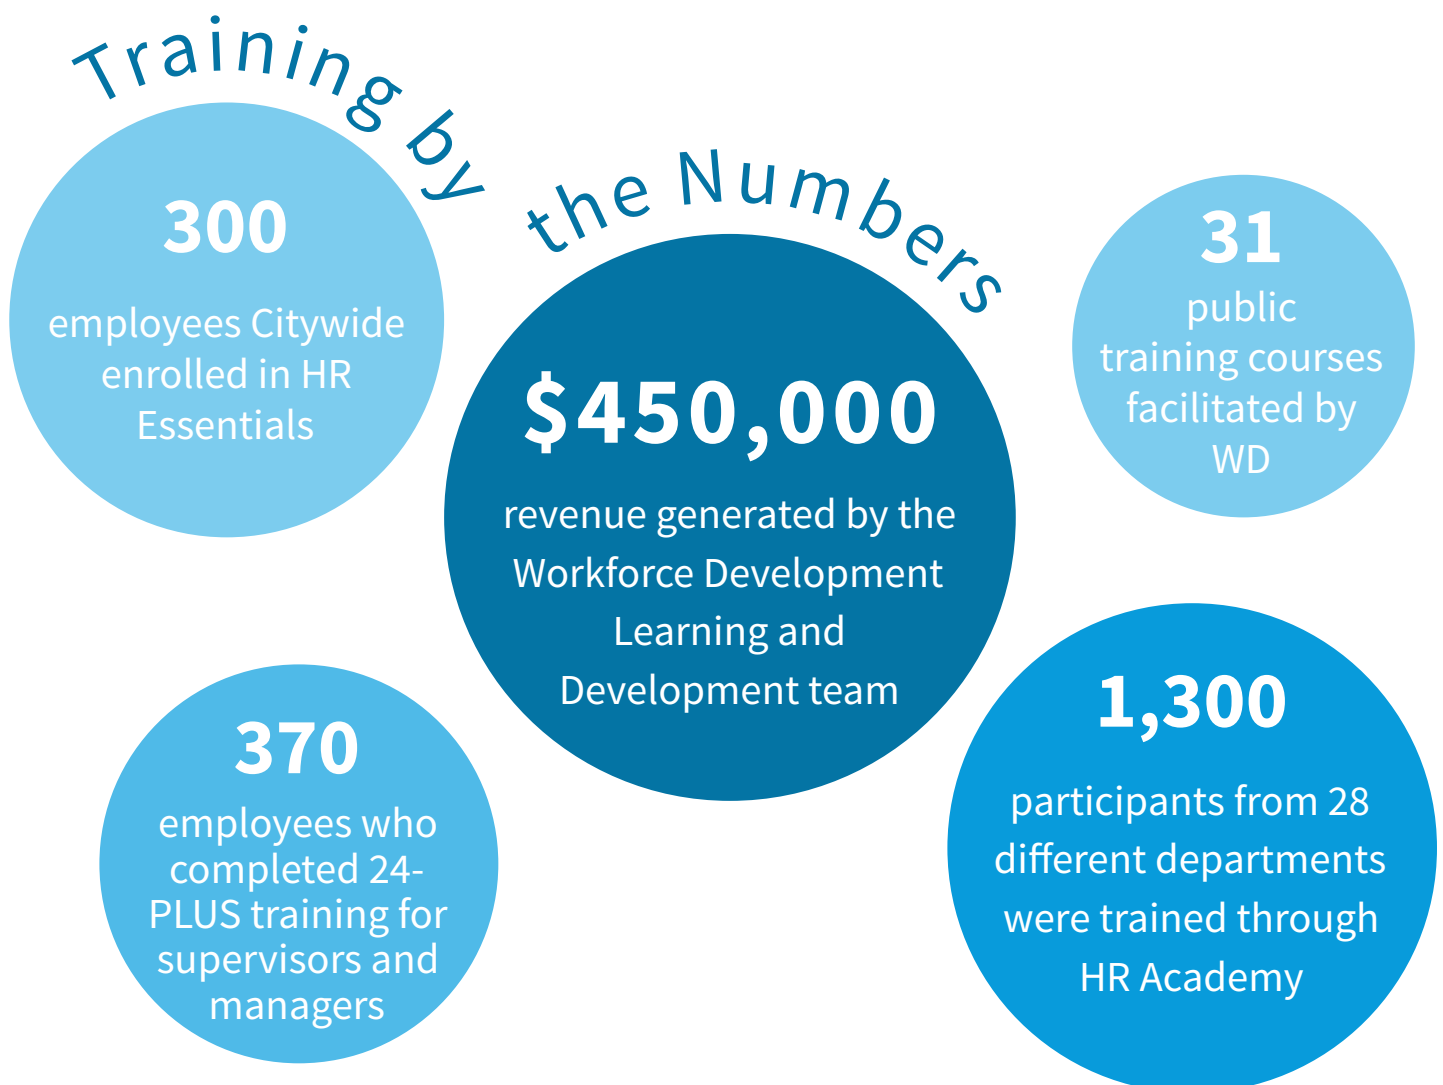 Training by
the Numbers
300
employees Citywide
enrolled in HR
Essentials
$450,000
revenue generated by the
Workforce Development
Learning and
Development team
31
public
training courses
facilitated by
WD
370
employees who
completed 24-
PLUS training for
supervisors and
managers
1,300
participants from 28
different departments
were trained through
HR Academy